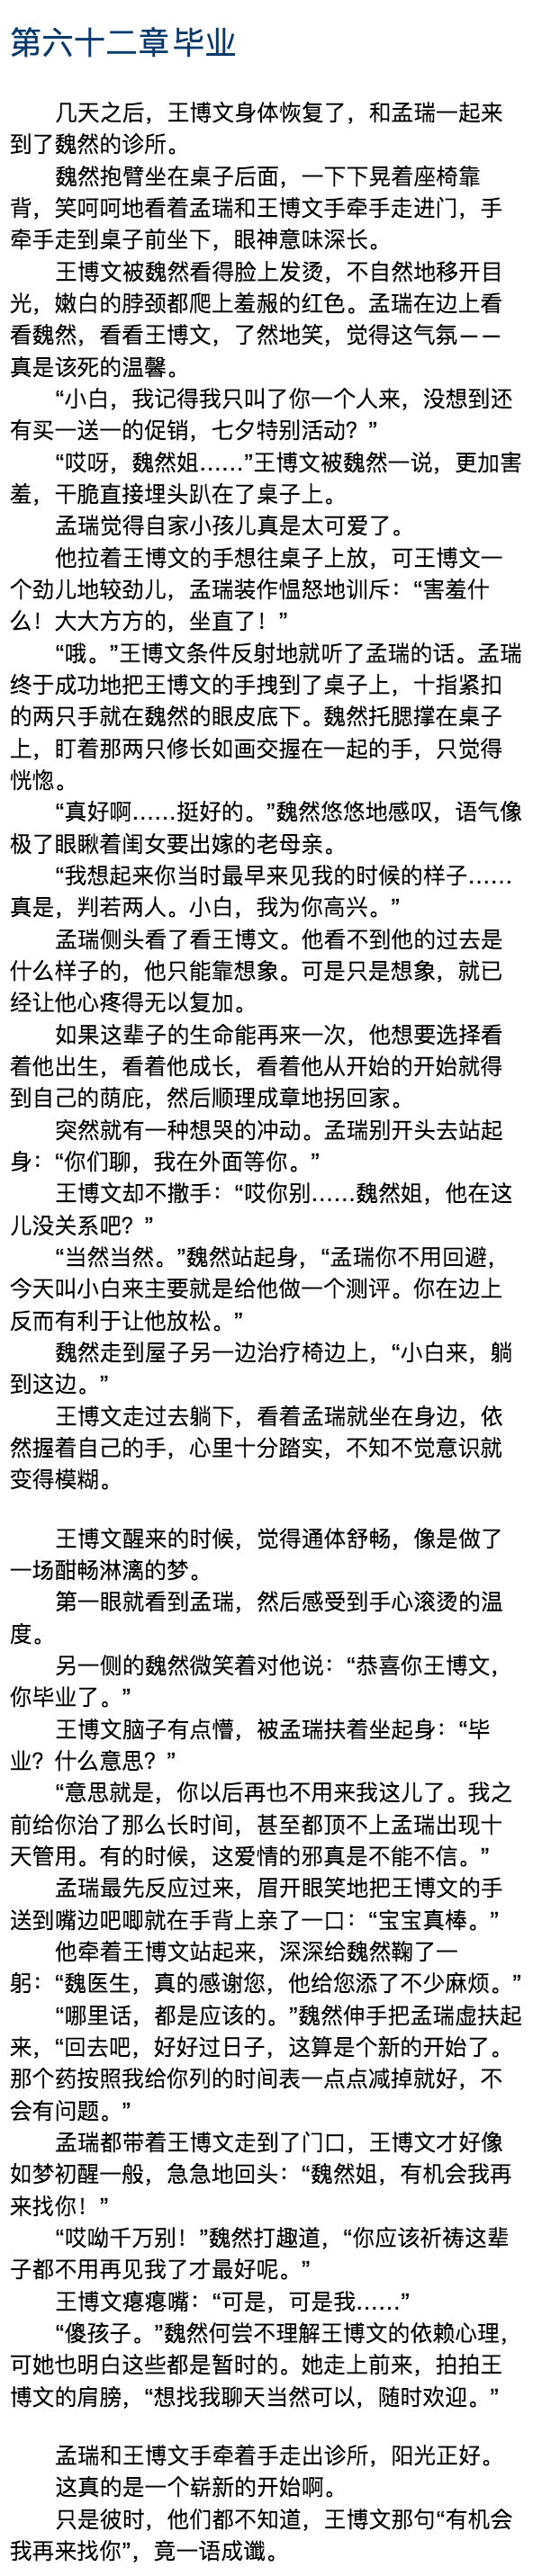 第六十二章 毕业
几天之后，王博文身体恢复了，和孟瑞一起来
到了魏然的诊所。
魏然抱臂坐在桌子后面，一下下晃着座椅靠
背，笑呵呵地看着孟瑞和王博文手牵手走进门，手
牵手走到桌子前坐下，眼神意味深长。
王博文被魏然看得脸上发烫，不自然地移开目
光，嫩白的脖颈都爬上羞赧的红色。孟瑞在边上看
看魏然，看看王博文，了然地笑，觉得这气氛——
真是该死的温馨。
“小白，我记得我只叫了你一个人来，没想到还
有买一送一的促销，七夕特别活动？”
“哎呀，魏然姐……”王博文被魏然一说，更加害
羞，干脆直接埋头趴在了桌子上。
孟瑞觉得自家小孩儿真是太可爱了。
他拉着王博文的手想往桌子上放，可王博文一
个劲儿地较劲儿，孟瑞装作愠怒地训斥：“害羞什
么！大大方方的，坐直了！”
“哦。”王博文条件反射地就听了孟瑞的话。孟瑞
终于成功地把王博文的手拽到了桌子上，十指紧扣
的两只手就在魏然的眼皮底下。魏然托腮撑在桌子
上，盯着那两只修长如画交握在一起的手，只觉得
恍惚。
“真好啊……挺好的。”魏然悠悠地感叹，语气像
极了眼瞅着闺女要出嫁的老母亲。
“我想起来你当时最早来见我的时候的样子……
真是，判若两人。小白，我为你高兴。”
孟瑞侧头看了看王博文。他看不到他的过去是
什么样子的，他只能靠想象。可是只是想象，就已
经让他心疼得无以复加。
如果这辈子的生命能再来一次，他想要选择看
着他出生，看着他成长，看着他从开始的开始就得
到自己的荫庇，然后顺理成章地拐回家。
突然就有一种想哭的冲动。孟瑞别开头去站起
身：“你们聊，我在外面等你。”
王博文却不撒手：“哎你别……魏然姐，他在这
儿没关系吧？”
“当然当然。”魏然站起身，“孟瑞你不用回避，
今天叫小白来主要就是给他做一个测评。你在边上
反而有利于让他放松。”
魏然走到屋子另一边治疗椅边上，“小白来，躺
到这边。”
王博文走过去躺下，看着孟瑞就坐在身边，依
然握着自己的手，心里十分踏实，不知不觉意识就
变得模糊。
王博文醒来的时候，觉得通体舒畅，像是做了
一场酣畅淋漓的梦。
第一眼就看到孟瑞，然后感受到手心滚烫的温
度。
另一侧的魏然微笑着对他说：“恭喜你王博文，
你毕业了。”
王博文脑子有点懵，被孟瑞扶着坐起身：“毕
业？什么意思？”
“意思就是，你以后再也不用来我这儿了。我之
前给你治了那么长时间，甚至都顶不上孟瑞出现十
天管用。有的时候，这爱情的邪真是不能不信。”
孟瑞最先反应过来，眉开眼笑地把王博文的手
送到嘴边吧唧就在手背上亲了一口：“宝宝真棒。”
他牵着王博文站起来，深深给魏然鞠了一
躬：“魏医生，真的感谢您，他给您添了不少麻烦。”
“哪里话，都是应该的。”魏然伸手把孟瑞虚扶起
来，“回去吧，好好过日子，这算是个新的开始了。
那个药按照我给你列的时间表一点点减掉就好，不
会有问题。”
孟瑞都带着王博文走到了门口，王博文才好像
如梦初醒一般，急急地回头：“魏然姐，有机会我再
来找你！”
“哎呦千万别！”魏然打趣道，“你应该祈祷这辈
子都不用再见我了才最好呢。”
王博文瘪瘪嘴：“可是，可是我……”
“傻孩子。”魏然何尝不理解王博文的依赖心理，
可她也明白这些都是暂时的。她走上前来，拍拍王
博文的肩膀，“想找我聊天当然可以，随时欢迎。”
孟瑞和王博文手牵着手走出诊所，阳光正好。
这真的是一个崭新的开始啊。
只是彼时，他们都不知道，王博文那句“有机会
我再来找你”，竟一语成谶。